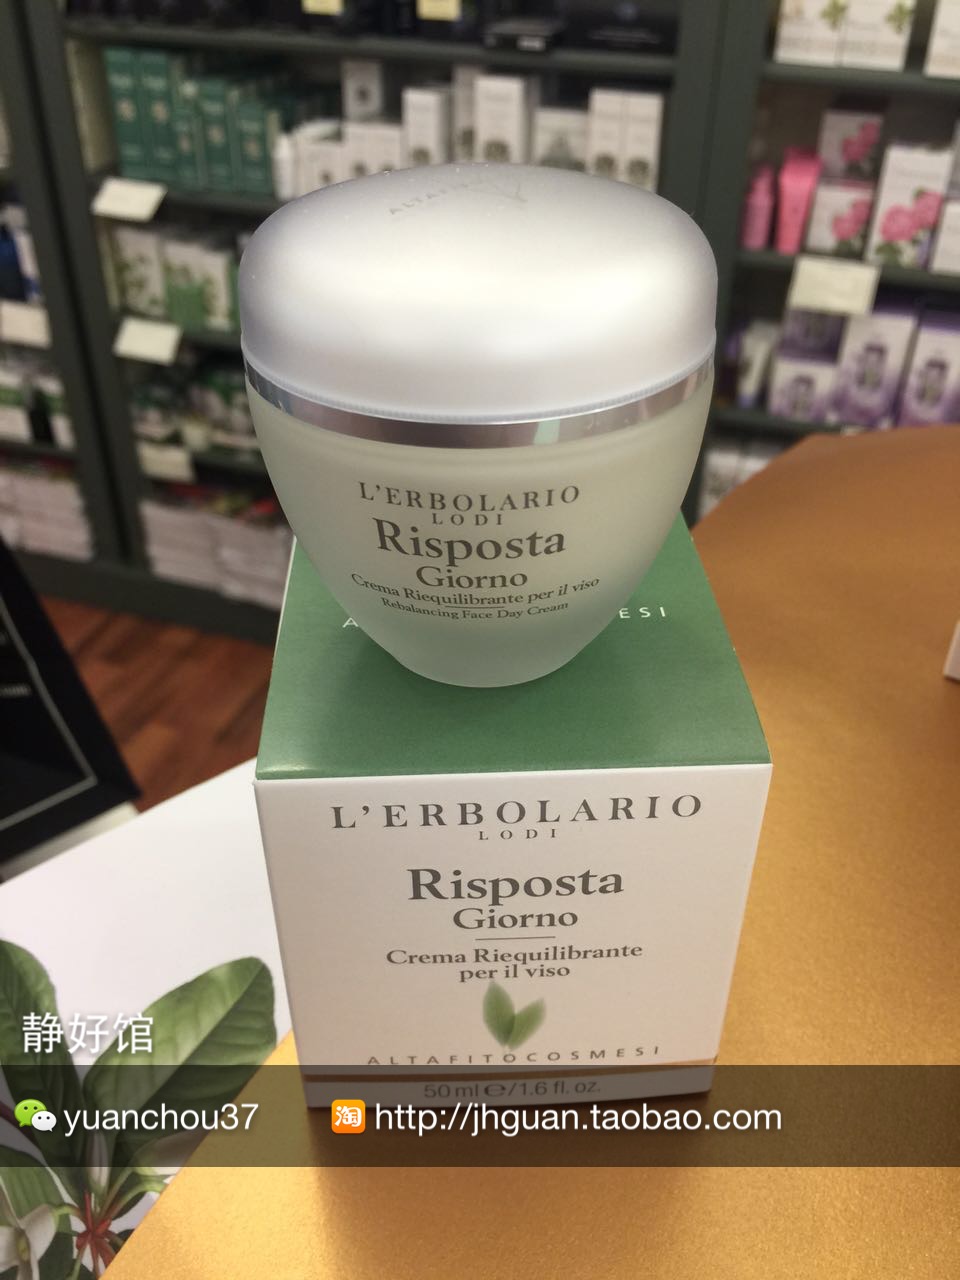 L'ERBOLARIO
LODI
Risposta
Giorno
Crema Riequilibrante per il viso
Rebalancing Face Day Cream
ESI
L'ERBOLARIO
LODI
Risposta
Giorno
Crema Riequilibrante
per il viso
ALTAFITOCOSMESI
50 ml ℮/1.6 fl. oz.
静好馆
yuanchou37
淘 http://jhguan.taobao.com